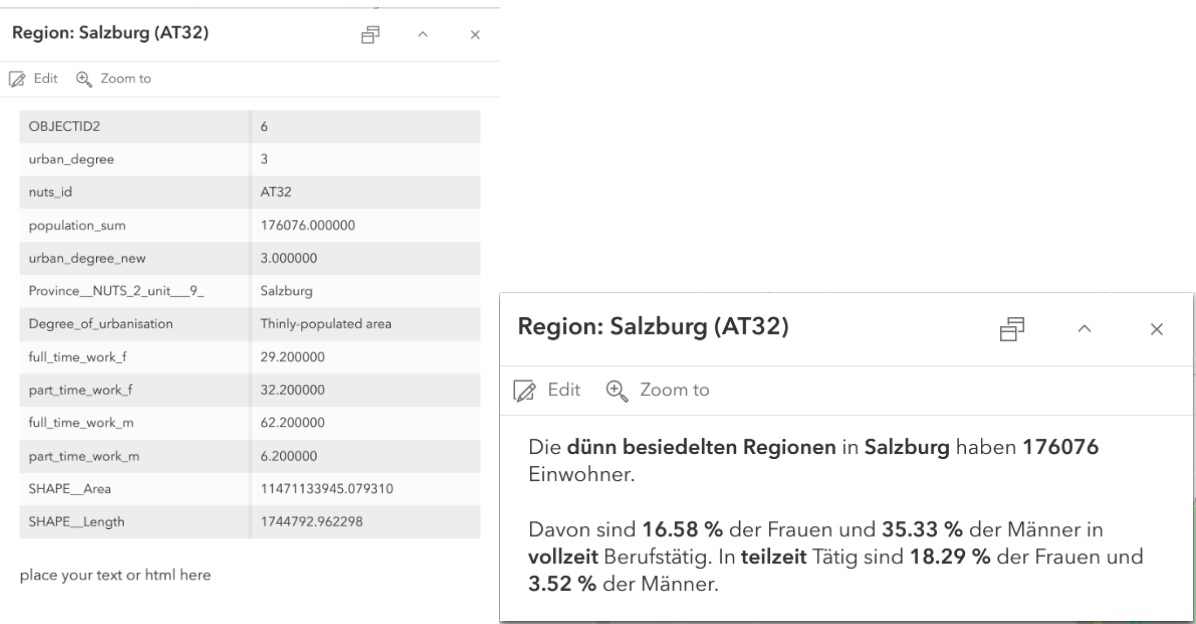 Region: Salzburg (AT32)
Edit Zoom to
OBJECTID2 6
urban_degree 3
nuts_id AT32
population_sum 176076.000000
urban_degree_new 3.000000
Province__NUTS_2_unit___9_ Salzburg
Degree_of_urbanisation Thinly-populated area
full_time_work_f 29.200000
part_time_work_f 32.200000
full_time_work_m 62.200000
part_time_work_m 6.200000
SHAPE__Area 11471133945.079310
SHAPE__Length 1744792.962298
place your text or html here
Region: Salzburg (AT32)
Edit Zoom to
Die dünn besiedelten Regionen in Salzburg haben 176076
Einwohner.
Davon sind 16.58 % der Frauen und 35.33 % der Männer in
vollzeit Berufstätig. In teilzeit Tätig sind 18.29 % der Frauen und
3.52 % der Männer.